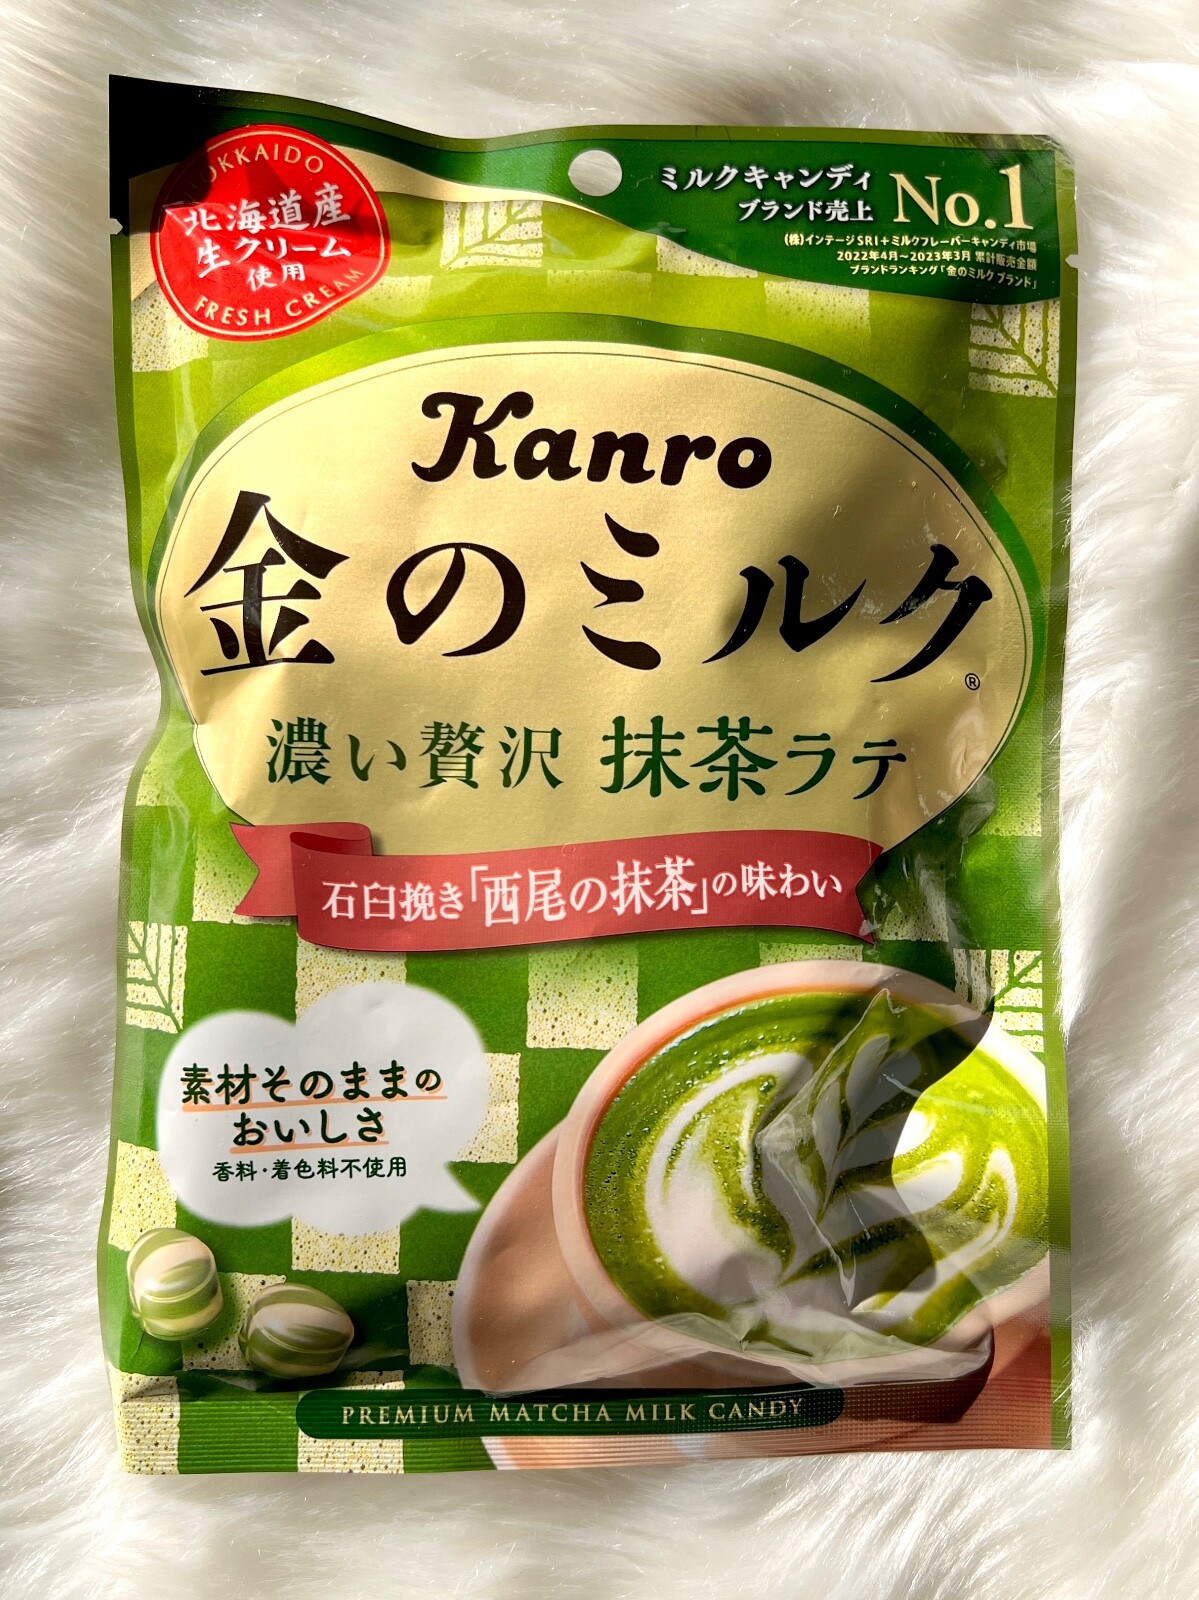 HOKKAIDO
北海道産
生クリーム
使用
FRESH CREAM
ミルクキャンディ
ブランド売上
No.1
(株)インテージSRI+ミルクフレーバーキャンディ市場
2022年4月~2023年3月 累計販売金額
ブランドランキング「金のミルク ブランド」
Kanro
金のミルク®
濃い贅沢 抹茶ラテ
石臼挽き「西尾の抹茶」の味わい
素材そのままの
おいしさ
香料・着色料不使用
PREMIUM MATCHA MILK CANDY